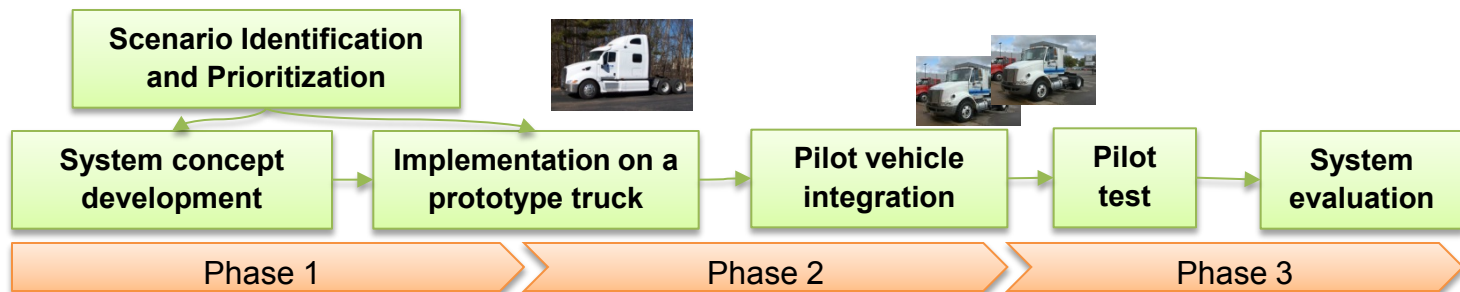 Scenario Identification
and Prioritization
System concept
development
Implementation on a
prototype truck
Pilot vehicle
integration
Pilot
test
System
evaluation
Phase 1
Phase 2
Phase 3